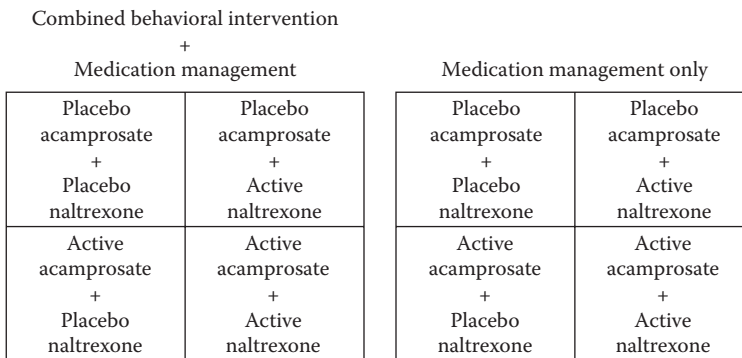 Combined behavioral intervention
+
Medication management
Placebo
acamprosate
+
Placebo
naltrexone
Placebo
acamprosate
+
Active
naltrexone
Active
acamprosate
+
Placebo
naltrexone
Active
acamprosate
+
Active
naltrexone
Medication management only
Placebo
acamprosate
+
Placebo
naltrexone
Placebo
acamprosate
+
Active
naltrexone
Active
acamprosate
+
Placebo
naltrexone
Active
acamprosate
+
Active
naltrexone